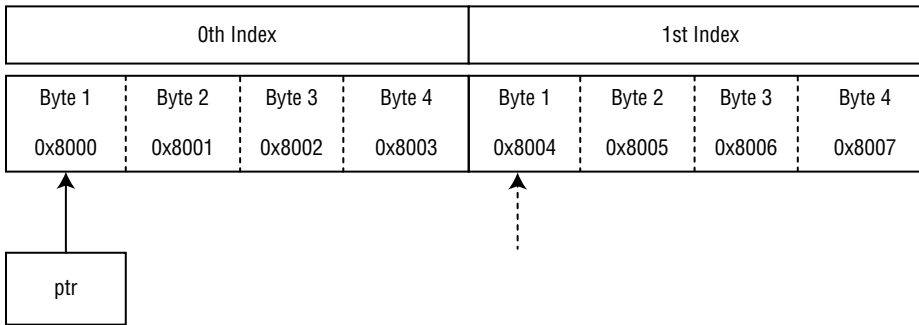 0th Index 1st Index
Byte 1 Byte 2 Byte 3 Byte 4 Byte 1 Byte 2 Byte 3 Byte 4
0x8000 0x8001 0x8002 0x8003 0x8004 0x8005 0x8006 0x8007
ptr